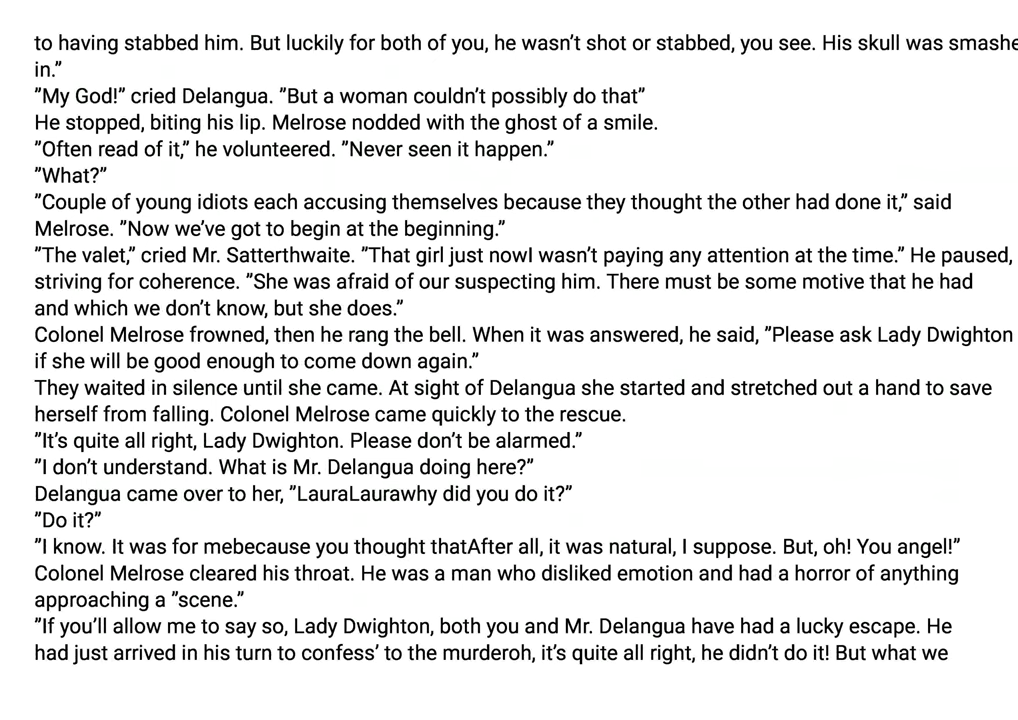 to having stabbed him. But luckily for both of you, he wasn’t shot or stabbed, you see. His skull was smashe
in.”
”My God!” cried Delangua. ”But a woman couldn’t possibly do that”
He stopped, biting his lip. Melrose nodded with the ghost of a smile.
”Often read of it,” he volunteered. ”Never seen it happen.”
”What?”
”Couple of young idiots each accusing themselves because they thought the other had done it,” said
Melrose. ”Now we’ve got to begin at the beginning.”
”The valet,” cried Mr. Satterthwaite. ”That girl just nowI wasn’t paying any attention at the time.” He paused,
striving for coherence. ”She was afraid of our suspecting him. There must be some motive that he had
and which we don’t know, but she does.”
Colonel Melrose frowned, then he rang the bell. When it was answered, he said, ”Please ask Lady Dwighton
if she will be good enough to come down again.”
They waited in silence until she came. At sight of Delangua she started and stretched out a hand to save
herself from falling. Colonel Melrose came quickly to the rescue.
”It’s quite all right, Lady Dwighton. Please don’t be alarmed.”
”I don’t understand. What is Mr. Delangua doing here?”
Delangua came over to her, ”LauraLaurawhy did you do it?”
”Do it?”
”I know. It was for mebecause you thought thatAfter all, it was natural, I suppose. But, oh! You angel!”
Colonel Melrose cleared his throat. He was a man who disliked emotion and had a horror of anything
approaching a ”scene.”
”If you’ll allow me to say so, Lady Dwighton, both you and Mr. Delangua have had a lucky escape. He
had just arrived in his turn to confess’ to the murderoh, it’s quite all right, he didn’t do it! But what we